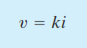 v = ki